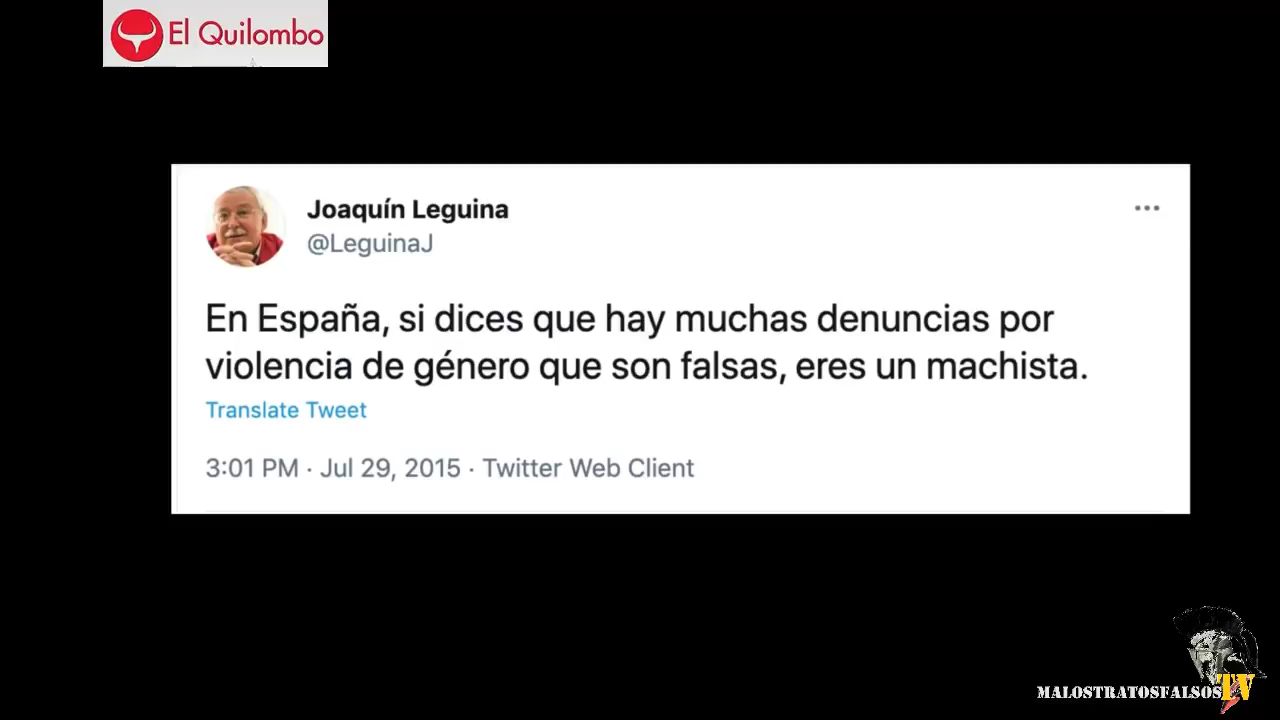 El Quilombo
Joaquín Leguina
@LeguinaJ
En España, si dices que hay muchas denuncias por
violencia de género que son falsas, eres un machista.
Translate Tweet
3:01 PM · Jul 29, 2015 · Twitter Web Client
MALOSTRATOSFALSOSTV